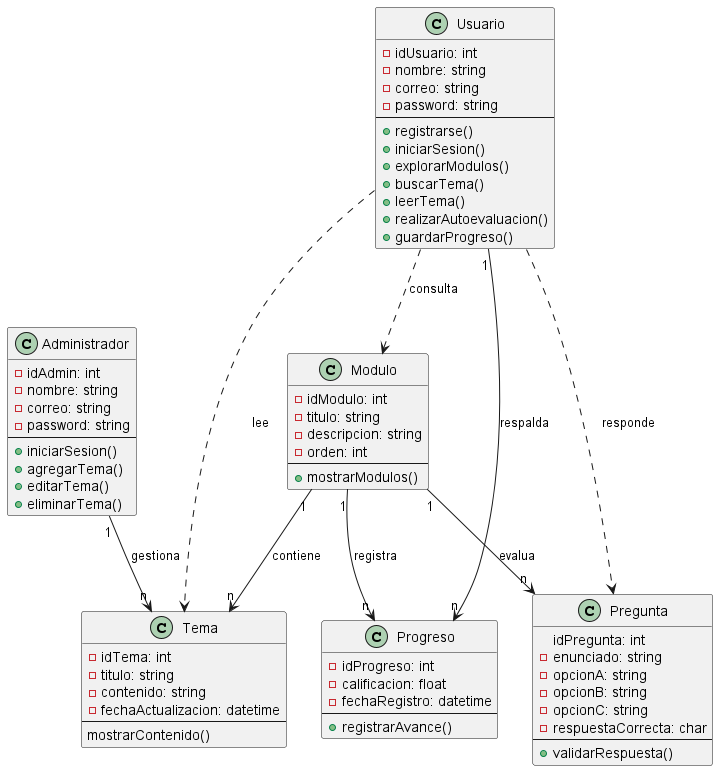 C Usuario
idUsuario: int
nombre: string
correo: string
password: string
registrarse()
iniciarSesion()
explorarModulos()
buscarTema()
leerTema()
realizarAutoevaluacion()
guardarProgreso()
1
consulta
C Administrador
idAdmin: int
nombre: string
correo: string
password: string
iniciarSesion()
agregarTema()
editarTema()
eliminarTema()
C Modulo
idModulo: int
titulo: string
descripcion: string
orden: int
mostrarModulos()
lee
respalda
responde
1
1
1
1
gestiona
contiene
registra
evalua
n
n
n
n
n
C Tema
idTema: int
titulo: string
contenido: string
fechaActualizacion: datetime
mostrarContenido()
C Progreso
idProgreso: int
calificacion: float
fechaRegistro: datetime
registrarAvance()
C Pregunta
idPregunta: int
enunciado: string
opcionA: string
opcionB: string
opcionC: string
respuestaCorrecta: char
validarRespuesta()